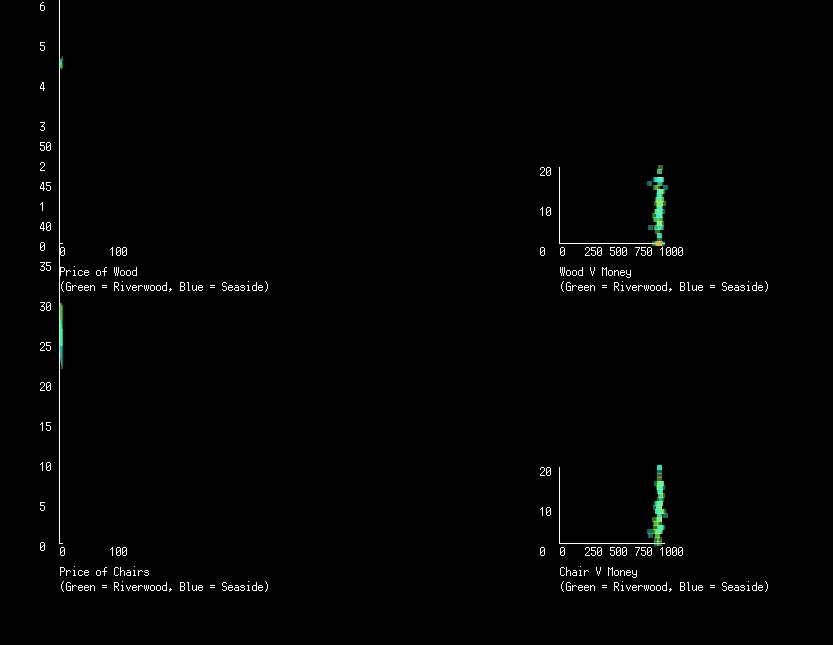 6
5
4
3
50
2
45
1
40
0
0 100
35
Price of Wood
(Green = Riverwood, Blue = Seaside)
20
10
0 0 250 500 750 1000
Wood V Money
(Green = Riverwood, Blue = Seaside)
30
25
20
15
10
5
0 0 100
Price of Chairs
(Green = Riverwood, Blue = Seaside)
20
10
0 0 250 500 750 1000
Chair V Money
(Green = Riverwood, Blue = Seaside)